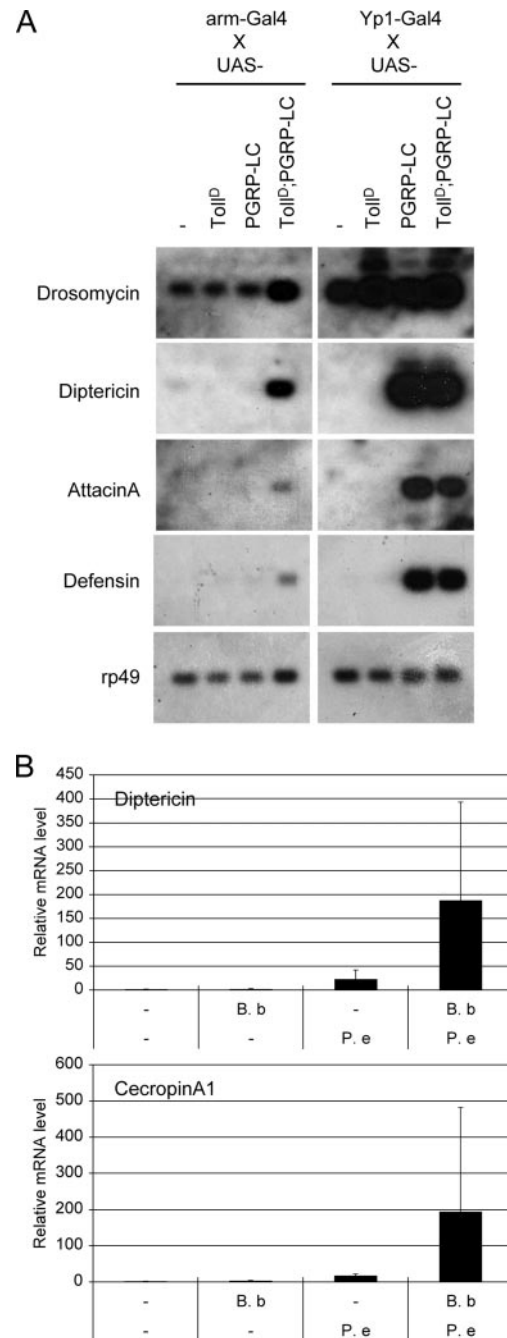 A
arm-Gal4 Yp1-Gal4
X X
UAS- UAS-
- Toll^D PGRP-LC Toll^D;PGRP-LC - Toll^D PGRP-LC Toll^D;PGRP-LC
Drosomycin
Diptericin
AttacinA
Defensin
rp49
B
Diptericin
Relative mRNA level
450
400
350
300
250
200
150
100
50
0
- B. b - B. b
- - P. e P. e
CecropinA1
Relative mRNA level
600
500
400
300
200
100
0
- B. b - B. b
- - P. e P. e